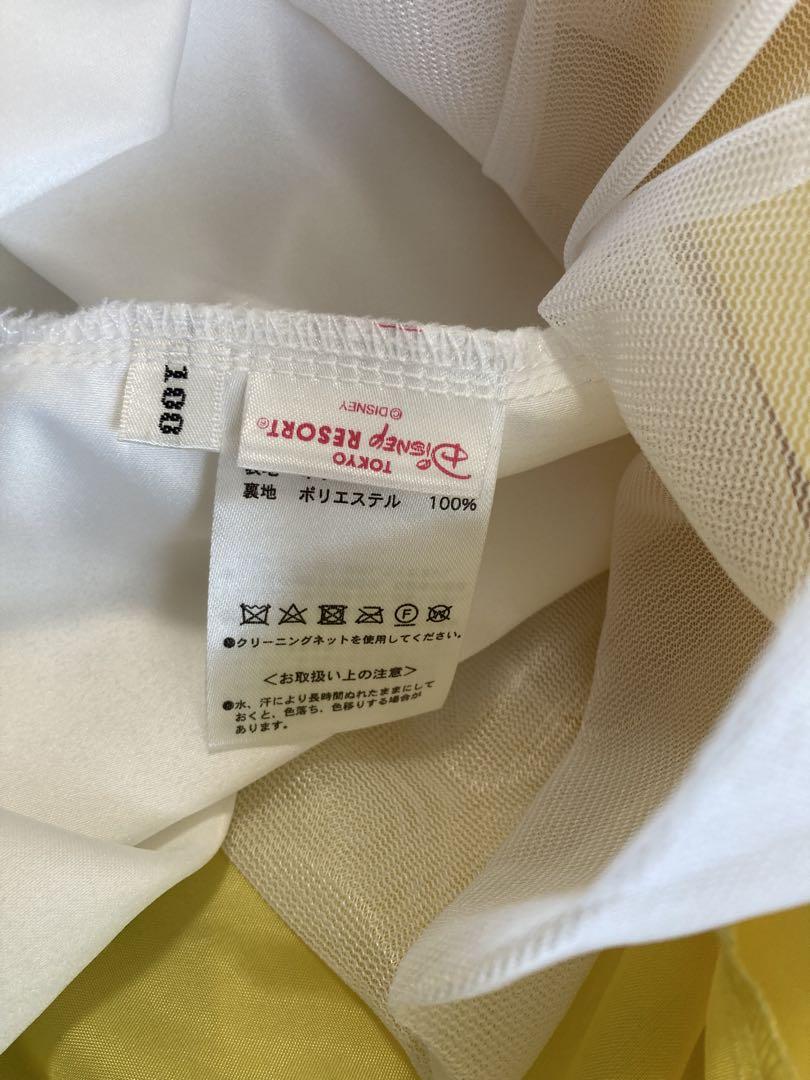 100
TOKYO
Disney RESORT®
© DISNEY
裏地 ポリエステル 100%
F
W
●クリーニングネットを使用してください。
<お取扱い上の注意>
●水、汗により長時間ぬれたままにして
おくと、色落ち、色移りする場合が
あります。